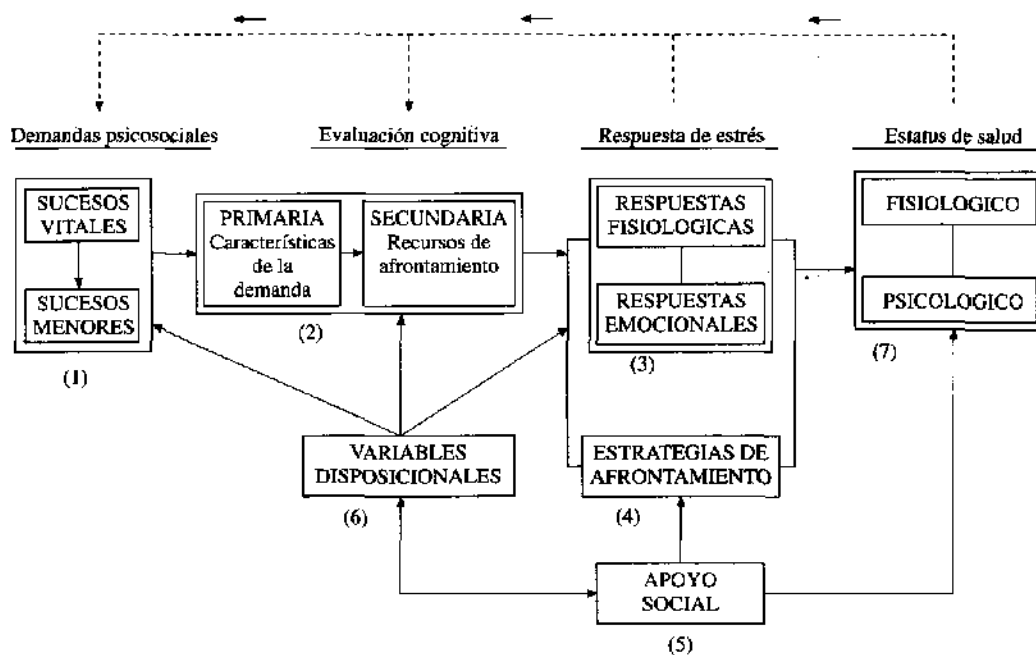 Demandas psicosociales
Evaluación cognitiva
Respuesta de estrés
Estatus de salud
SUCESOS
VITALES
SUCESOS
MENORES
(1)
PRIMARIA
Características
de la
demanda
SECUNDARIA
Recursos de
afrontamiento
(2)
RESPUESTAS
FISIOLOGICAS
RESPUESTAS
EMOCIONALES
(3)
FISIOLOGICO
PSICOLOGICO
(7)
VARIABLES
DISPOSICIONALES
(6)
ESTRATEGIAS DE
AFRONTAMIENTO
(4)
APOYO
SOCIAL
(5)